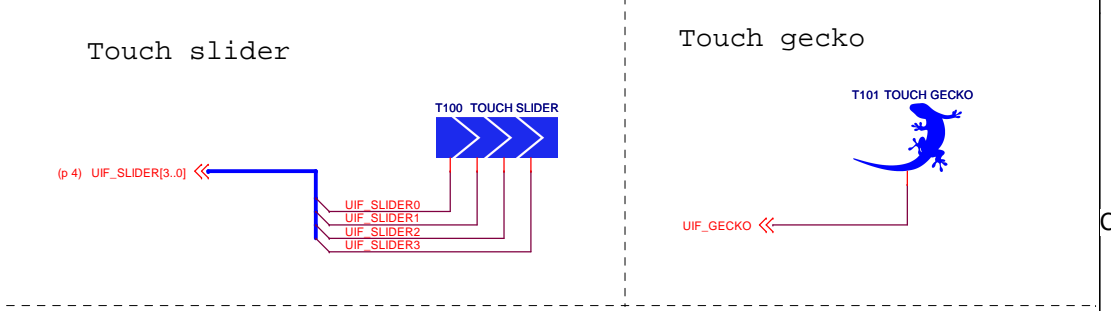 Touch slider
T100 TOUCH SLIDER
(p 4) UIF_SLIDER[3..0]
UIF_SLIDER0
UIF_SLIDER1
UIF_SLIDER2
UIF_SLIDER3
Touch gecko
T101 TOUCH GECKO
UIF_GECKO